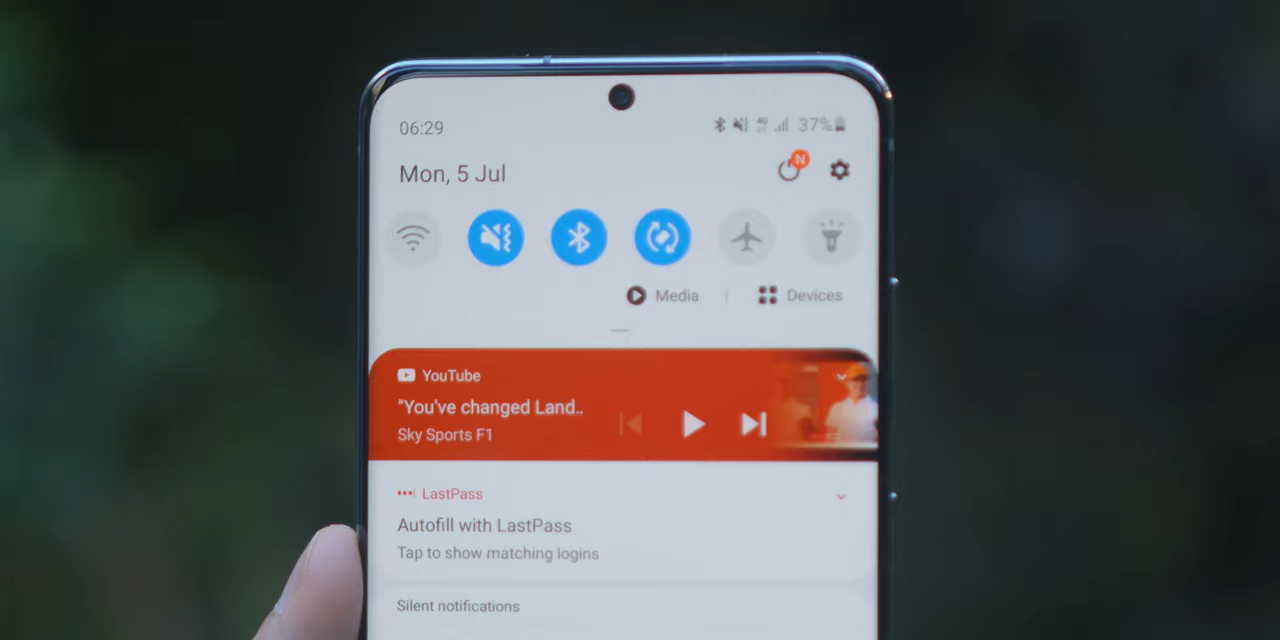 06:29
4G
37%
Mon, 5 Jul
N
Media | Devices
YouTube
"You've changed Land..
Sky Sports F1
LastPass
Autofill with LastPass
Tap to show matching logins
Silent notifications